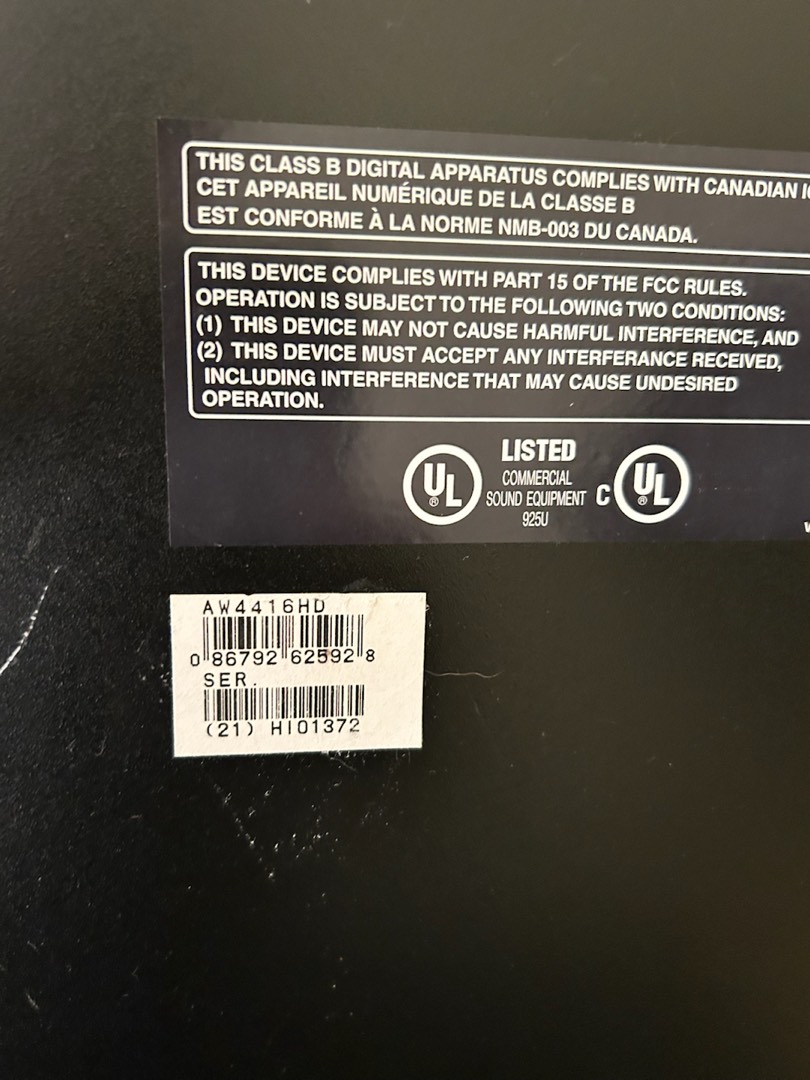 THIS CLASS B DIGITAL APPARATUS COMPLIES WITH CANADIAN
CET APPAREIL NUMÉRIQUE DE LA CLASSE B
EST CONFORME À LA NORME NMB-003 DU CANADA.
THIS DEVICE COMPLIES WITH PART 15 OF THE FCC RULES.
OPERATION IS SUBJECT TO THE FOLLOWING TWO CONDITIONS:
(1) THIS DEVICE MAY NOT CAUSE HARMFUL INTERFERENCE, AND
(2) THIS DEVICE MUST ACCEPT ANY INTERFERANCE RECEIVED,
INCLUDING INTERFERENCE THAT MAY CAUSE UNDESIRED
OPERATION.
UL ®
LISTED
COMMERCIAL
SOUND EQUIPMENT
925U
C UL ®
AW4416HD
0 86792 62592 8
SER.
(21) HI01372